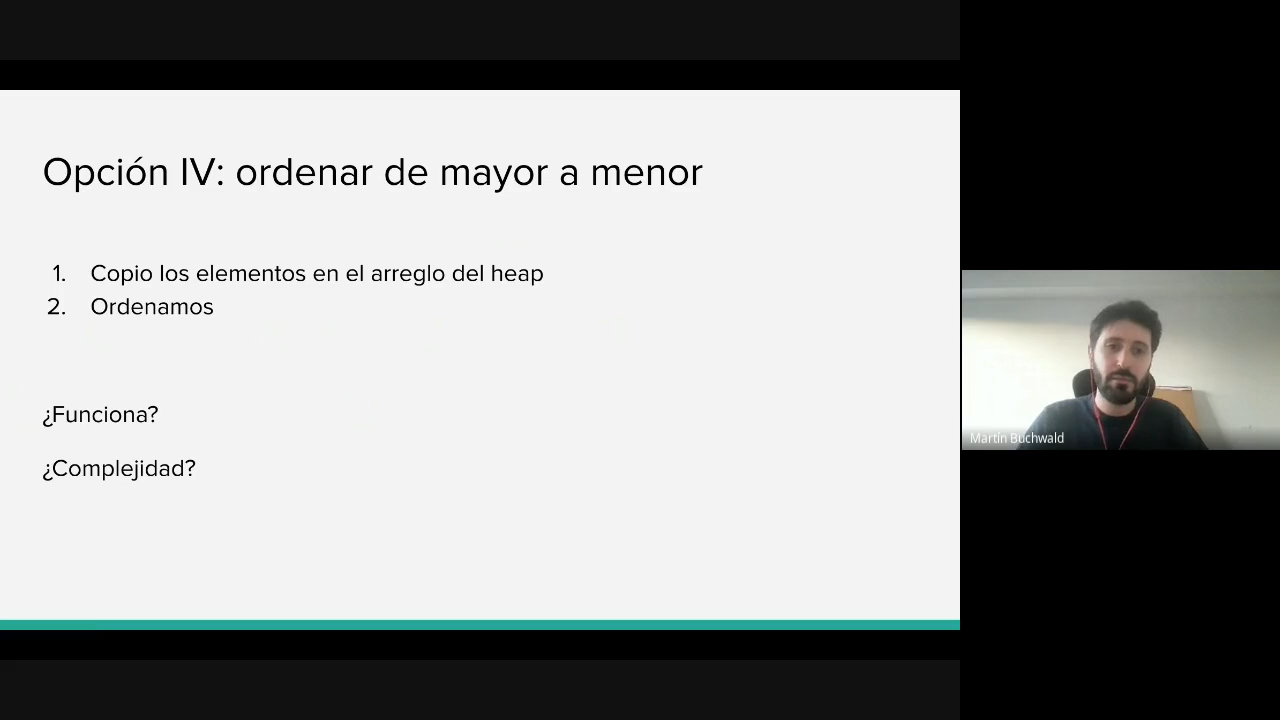 Opción IV: ordenar de mayor a menor
1. Copio los elementos en el arreglo del heap
2. Ordenamos
¿Funciona?
¿Complejidad?
Martín Buchwald